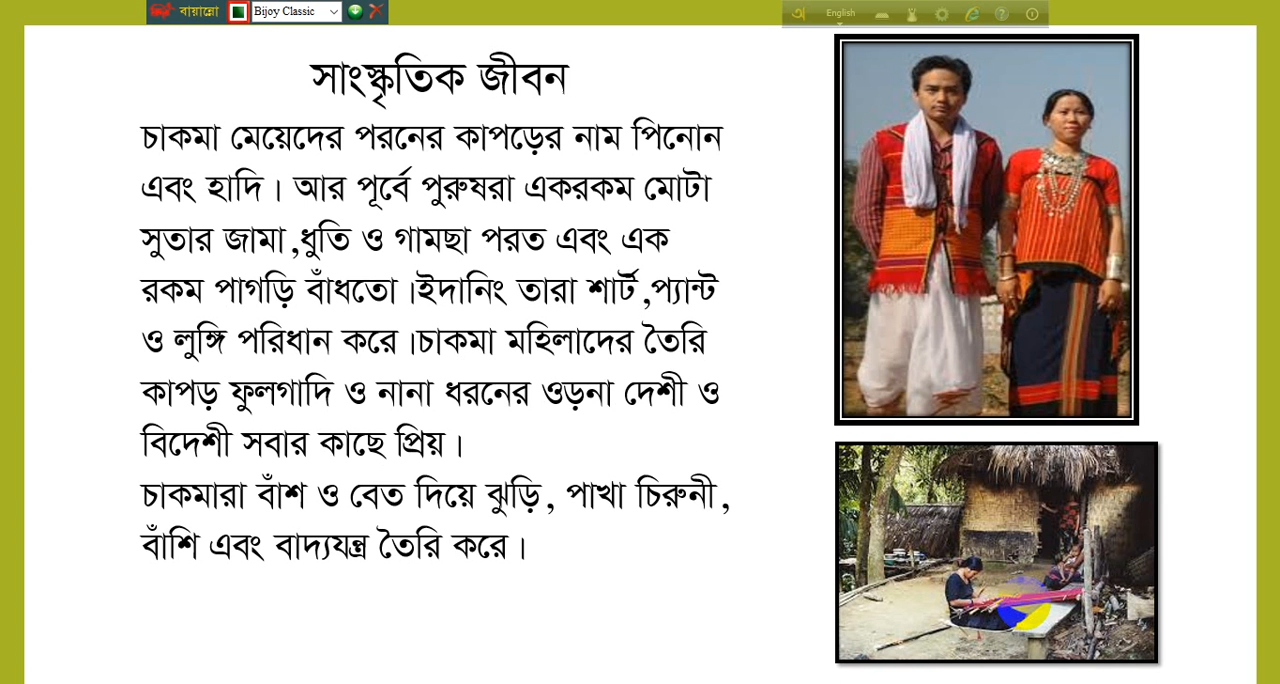 বায়ান্নো Bijoy Classic
অ English
সাংস্কৃতিক জীবন
চাকমা মেয়েদের পরনের কাপড়ের নাম পিনোন
এবং হাদি। আর পূর্বে পুরুষরা একরকম মোটা
সুতার জামা,ধুতি ও গামছা পরত এবং এক
রকম পাগড়ি বাঁধতো।ইদানিং তারা শার্ট,প্যান্ট
ও লুঙ্গি পরিধান করে।চাকমা মহিলাদের তৈরি
কাপড় ফুলগাদি ও নানা ধরনের ওড়না দেশী ও
বিদেশী সবার কাছে প্রিয়।
চাকমারা বাঁশ ও বেত দিয়ে ঝুড়ি, পাখা চিরুনী,
বাঁশি এবং বাদ্যযন্ত্র তৈরি করে।